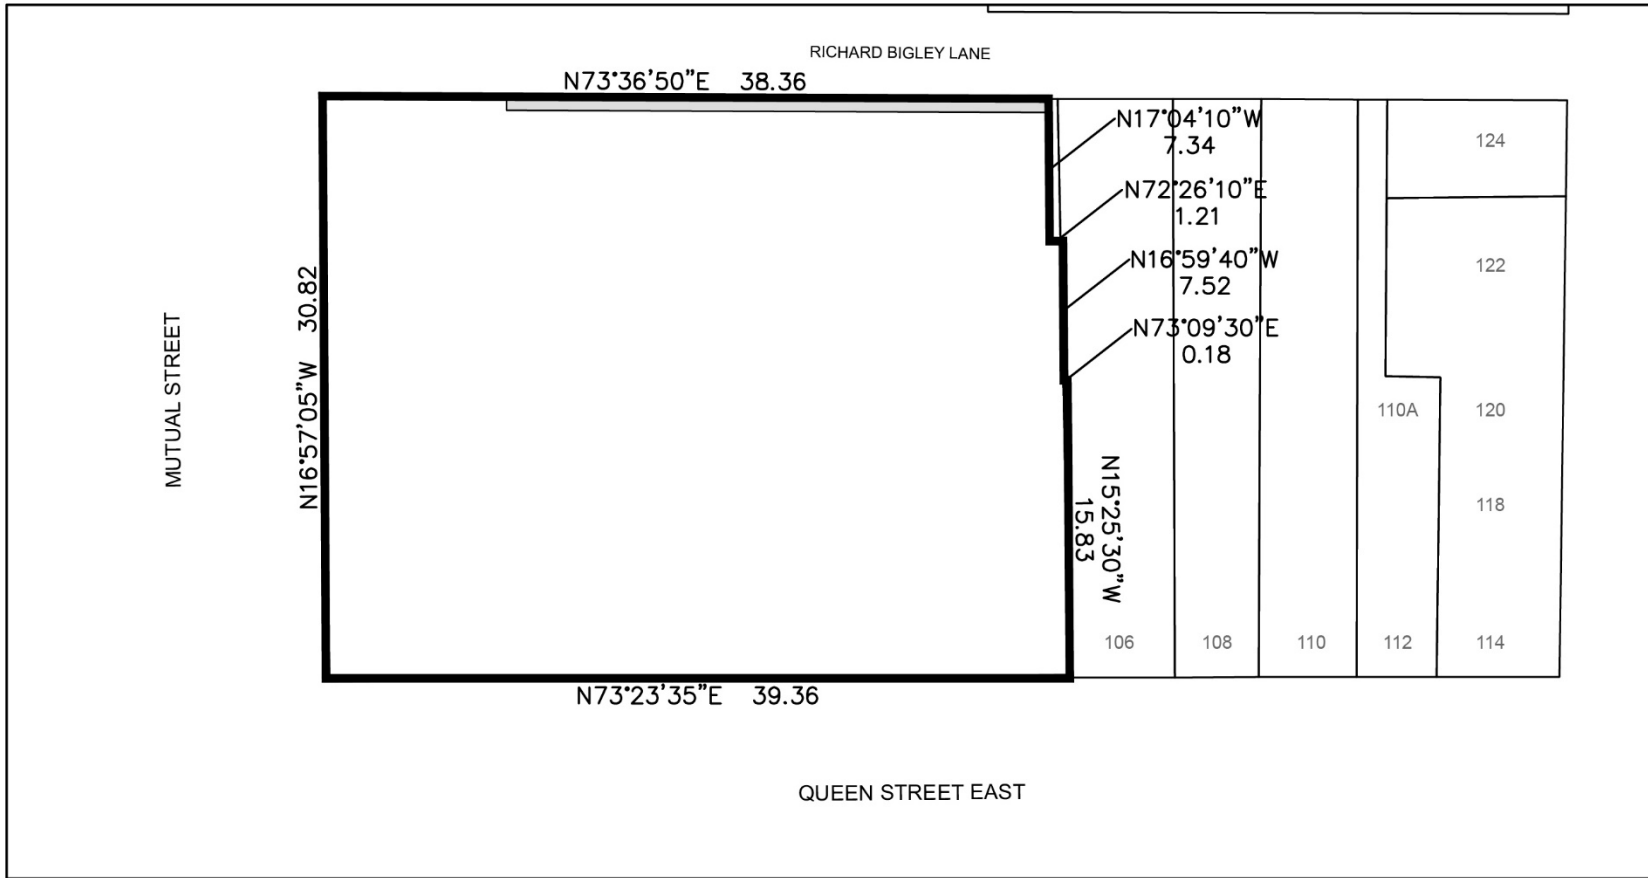 RICHARD BIGLEY LANE
N73°36'50"E 38.36
N17°04'10"W
7.34
124
N72°26'10"E
1.21
N16°59'40"W
7.52
122
N73°09'30"E
0.18
MUTUAL STREET
N16°57'05"W 30.82
110A
120
N15°25'30"W
15.83
118
106
108
110
112
114
N73°23'35"E 39.36
QUEEN STREET EAST